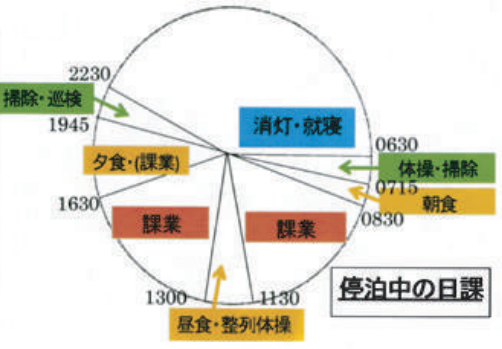 2230
掃除・巡検
1945
消灯・就寝
0630
体操・掃除
夕食・(課業)
0715
朝食
1630
0830
課業
課業
停泊中の日課
1300
1130
昼食・整列体操